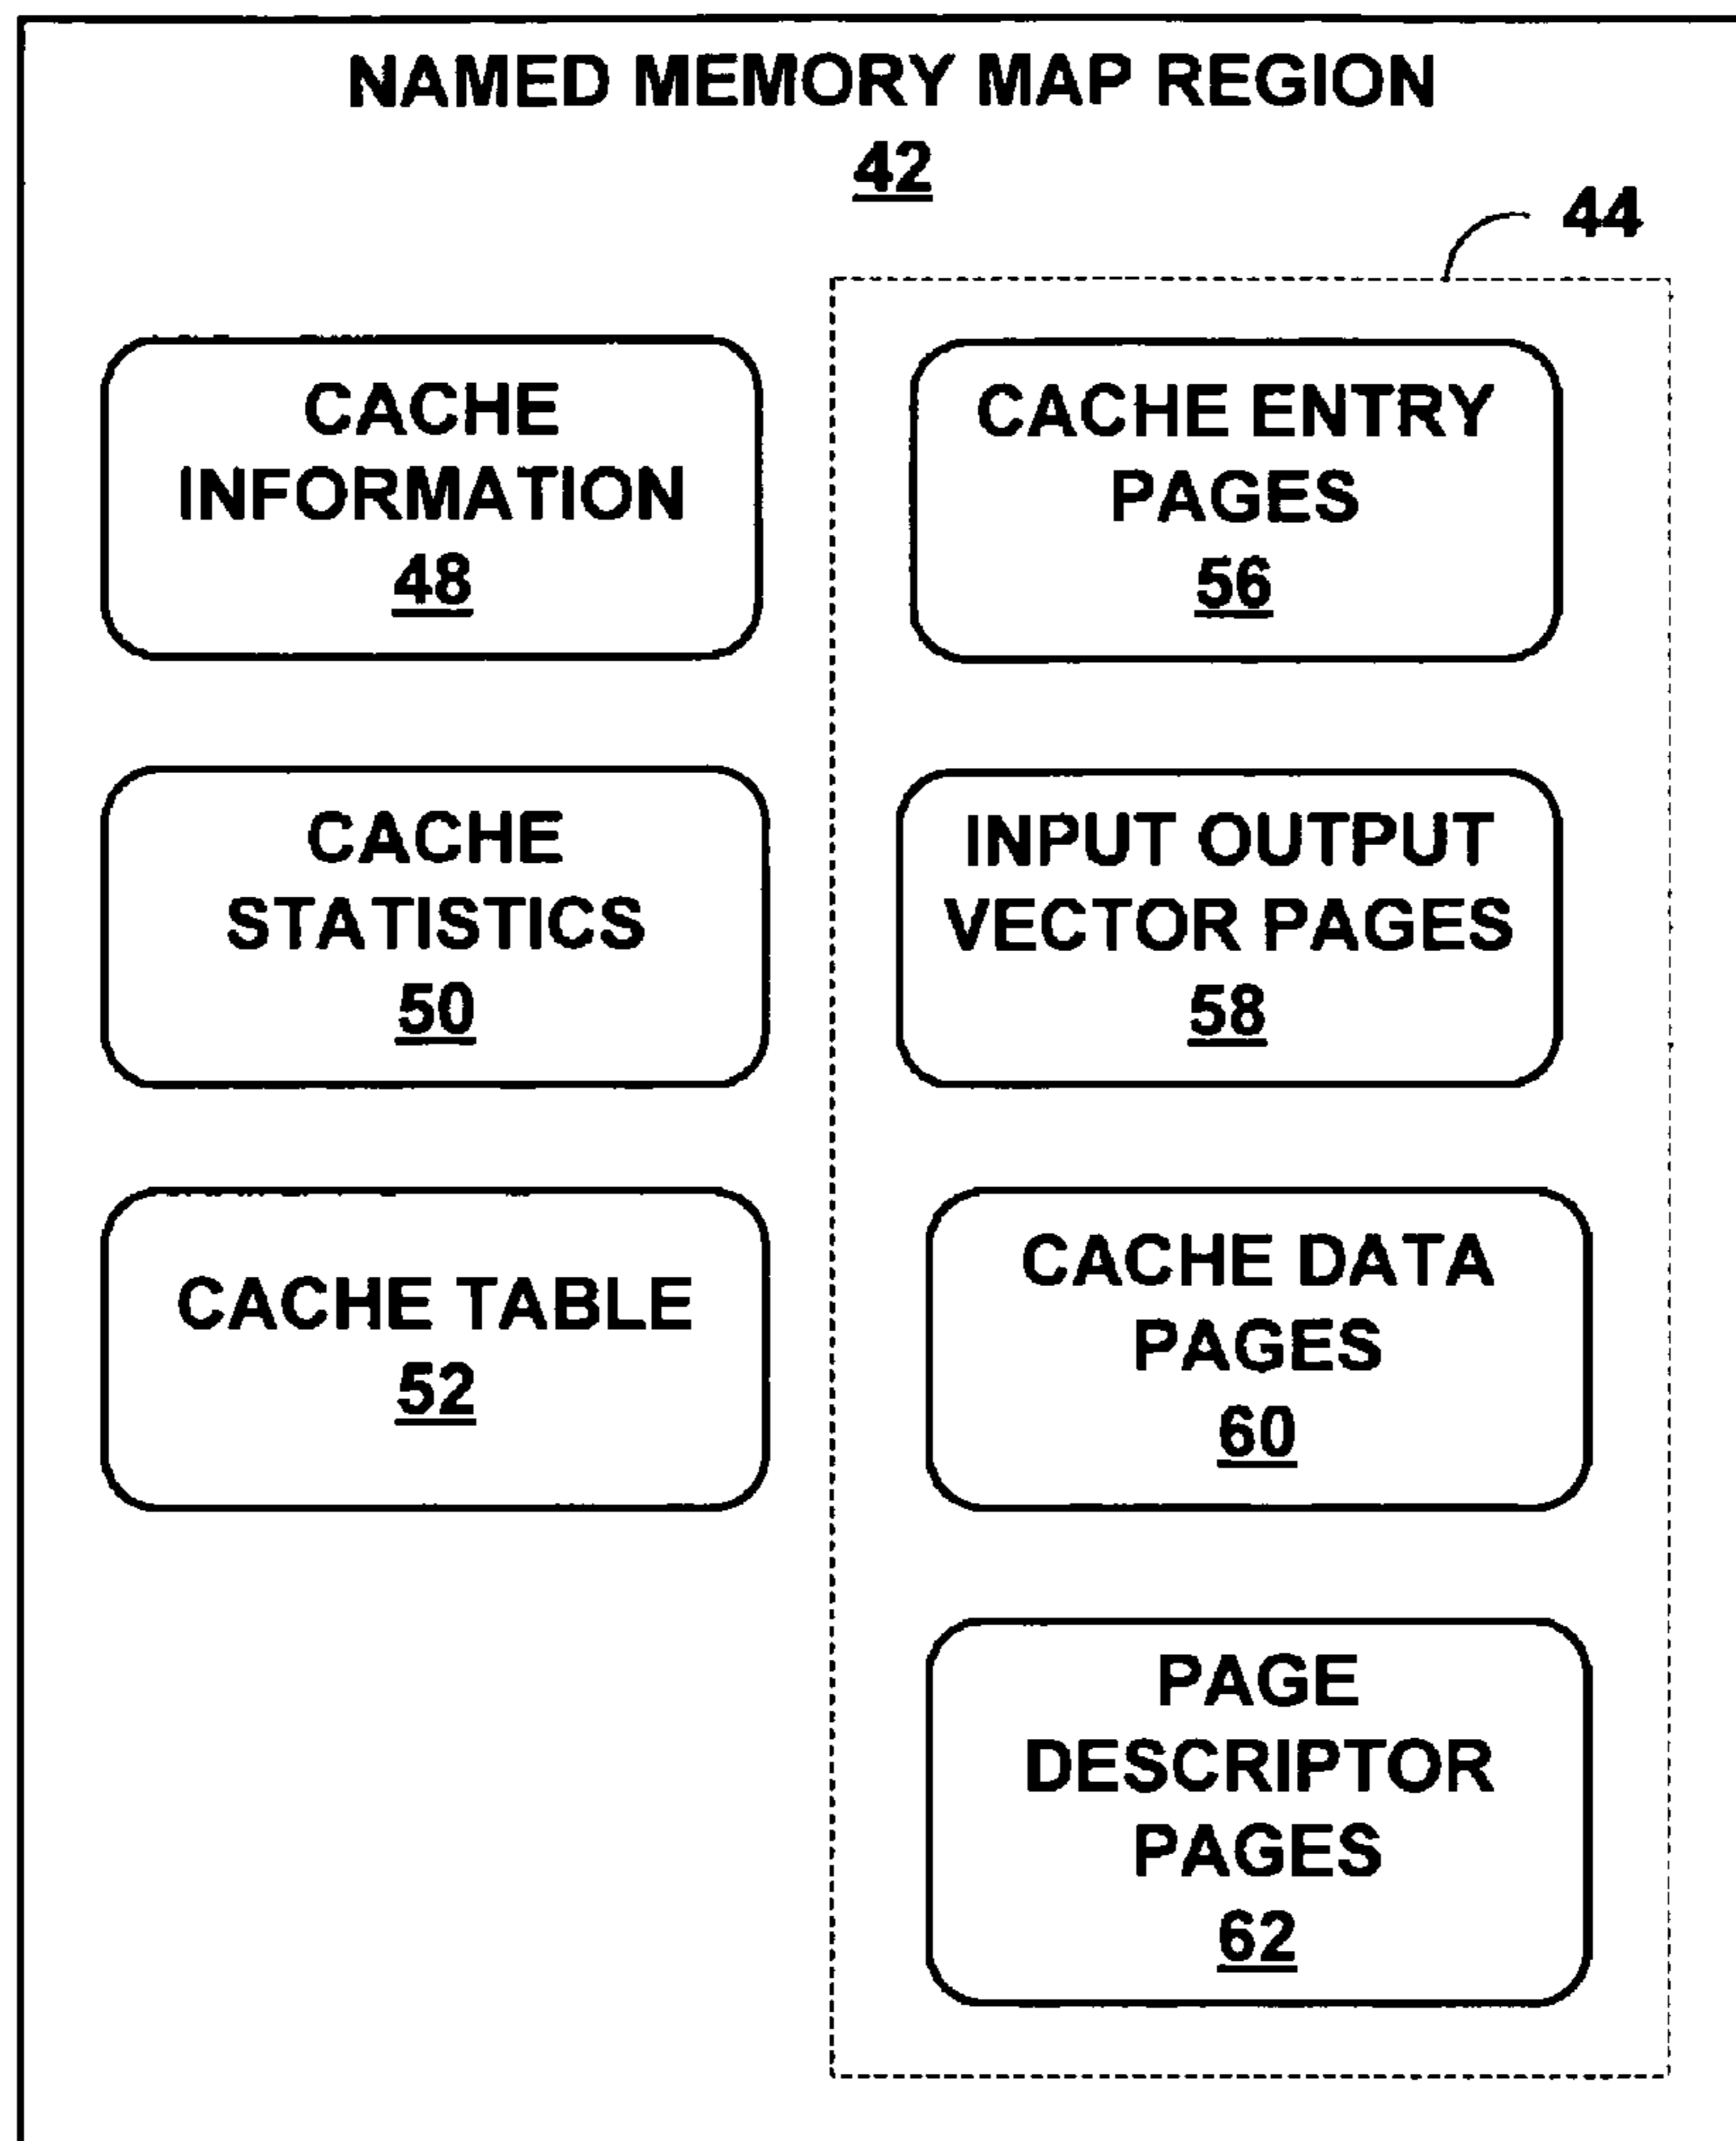 NAMED MEMORY MAP REGION
42
44
CACHE
INFORMATION
48
CACHE ENTRY
PAGES
56
CACHE
STATISTICS
50
INPUT OUTPUT
VECTOR PAGES
58
CACHE TABLE
52
CACHE DATA
PAGES
60
PAGE
DESCRIPTOR
PAGES
62